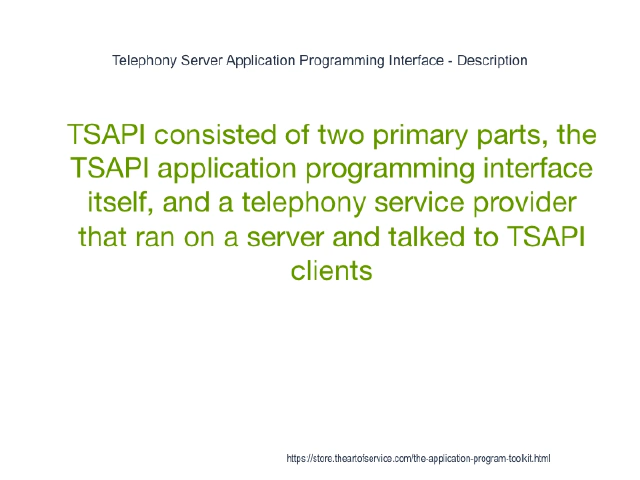 Telephony Server Application Programming Interface - Description
TSAPI consisted of two primary parts, the
TSAPI application programming interface
itself, and a telephony service provider
that ran on a server and talked to TSAPI
clients
https://store.theartofservice.com/the-application-program-toolkit.html